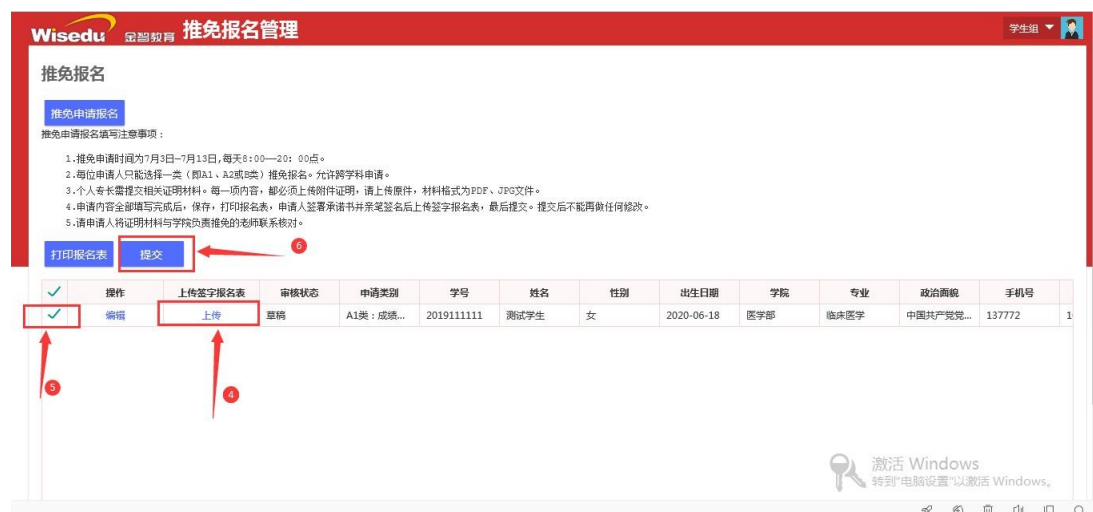 Wisedu 金智教育 推免报名管理
学生组
推免报名
推免申请报名
推免申请报名填写注意事项：
1.推免申请时间为7月3日—7月13日,每天8:00——20：00点。
2.每位申请人只能选择一类（即A1、A2或B类）推免报名。允许跨学科申请。
3.个人专长需提交相关证明材料。每一项内容，都必须上传附件证明，请上传原件，材料格式为PDF、JPG文件。
4.申请内容全部填写完成后，保存，打印报名表，申请人签署承诺书并亲笔签名后上传签字报名表，最后提交。提交后不能再做任何修改。
5.请申请人将证明材料与学院负责推免的老师联系核对。
打印报名表 提交 6
操作 上传签字报名表 审核状态 申请类别 学号 姓名 性别 出生日期 学院 专业 政治面貌 手机号
编辑 上传 草稿 A1类：成绩... 2019111111 测试学生 女 2020-06-18 医学部 临床医学 中国共产党党... 137772 1
5
4
激活 Windows
转到"电脑设置"以激活 Windows。